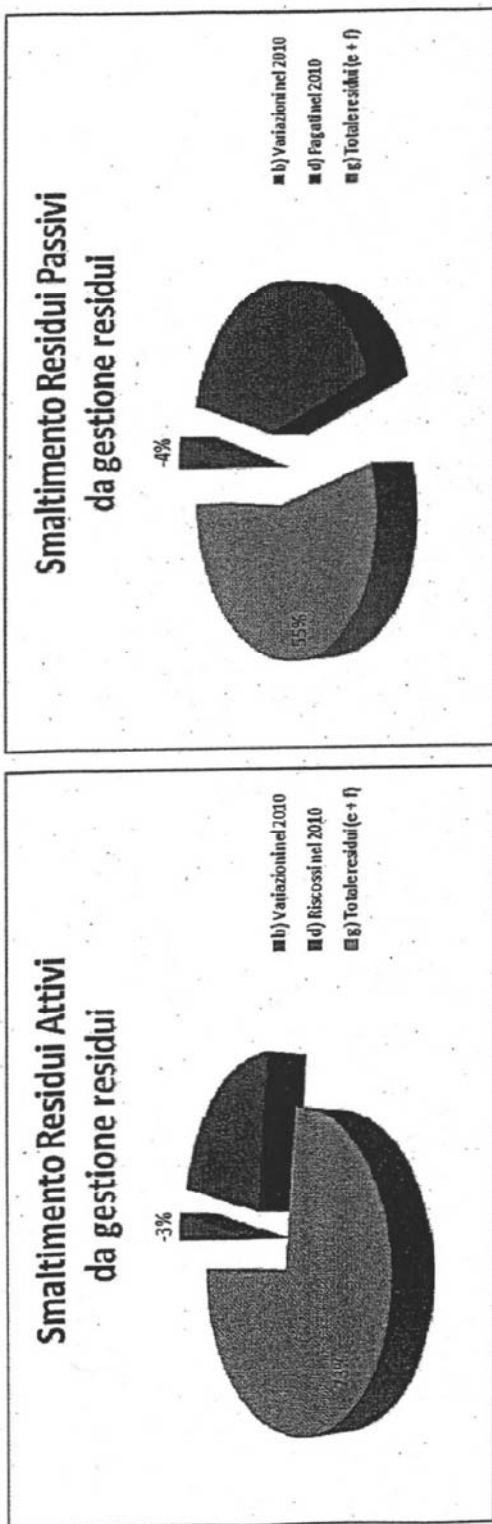 Smaltimento Residui Attivi
da gestione residui
-3%
73%
b) Variazioni nel 2010
d) Riscossi nel 2010
g) Totale residui (e + f)
Smaltimento Residui Passivi
da gestione residui
-4%
55%
b) Variazioni nel 2010
d) Pagati nel 2010
g) Totale residui (e + f)